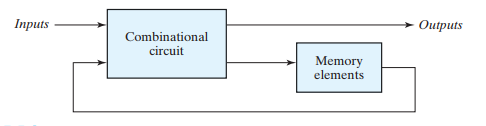 Inputs
Combinational
circuit
Outputs
Memory
elements